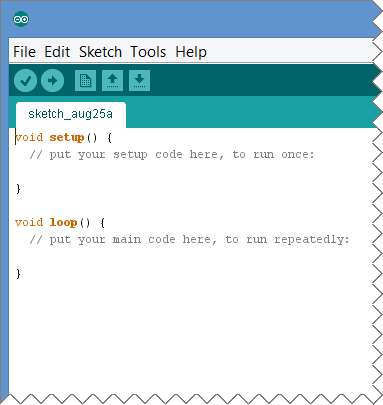 File Edit Sketch Tools Help
sketch_aug25a
void setup() {
// put your setup code here, to run once:
}
void loop() {
// put your main code here, to run repeatedly:
}